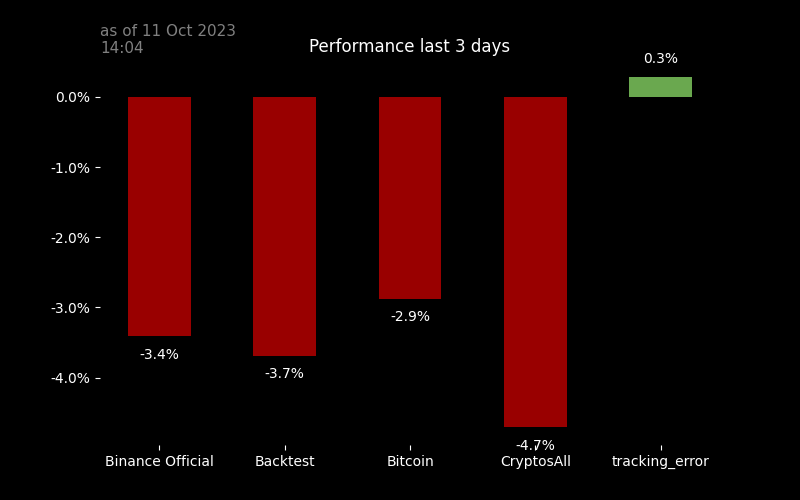 as of 11 Oct 2023
14:04
Performance last 3 days
0.3%
0.0%
-1.0%
-2.0%
-3.0%
-4.0%
-3.4%
-3.7%
-2.9%
-4.7%
Binance Official
Backtest
Bitcoin
CryptosAll
tracking_error